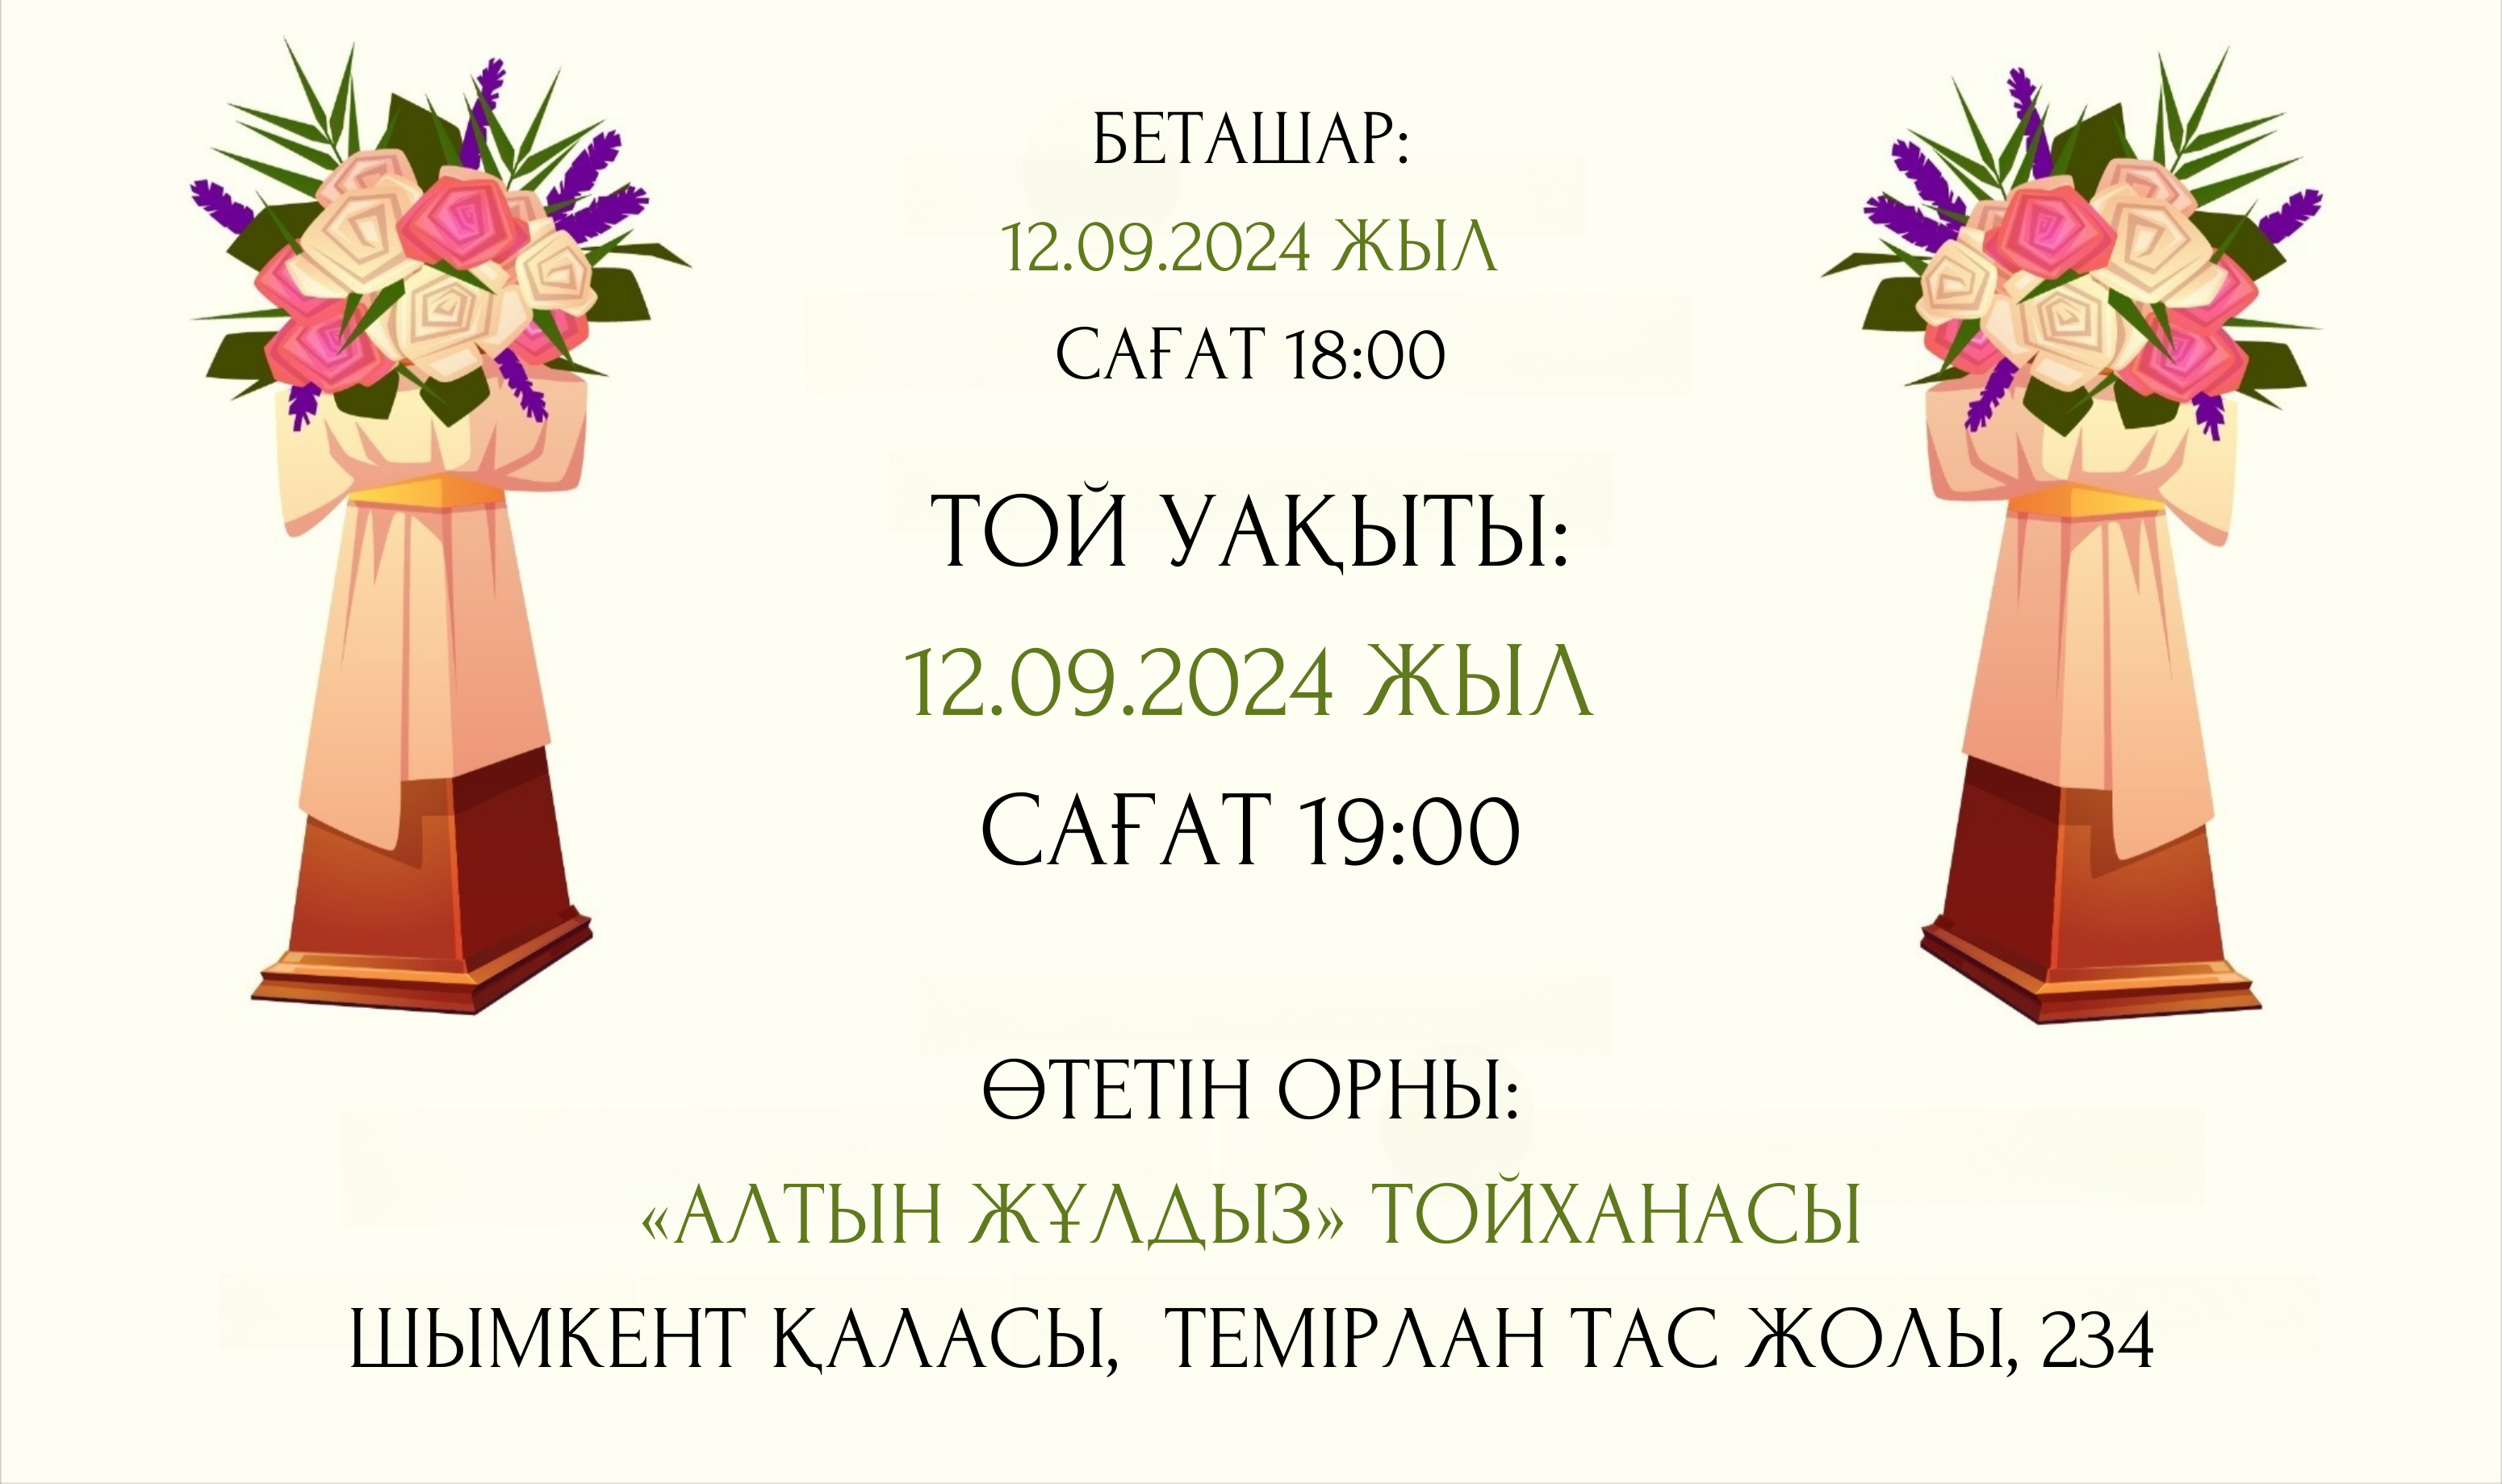 БЕТАШАР:
12.09.2024 ЖЫЛ
САҒАТ 18:00
ТОЙ УАҚЫТЫ:
12.09.2024 ЖЫЛ
САҒАТ 19:00
ӨТЕТІН ОРНЫ:
«АЛТЫН ЖҰЛДЫЗ» ТОЙХАНАСЫ
ШЫМКЕНТ ҚАЛАСЫ, ТЕМІРЛАН ТАС ЖОЛЫ, 234